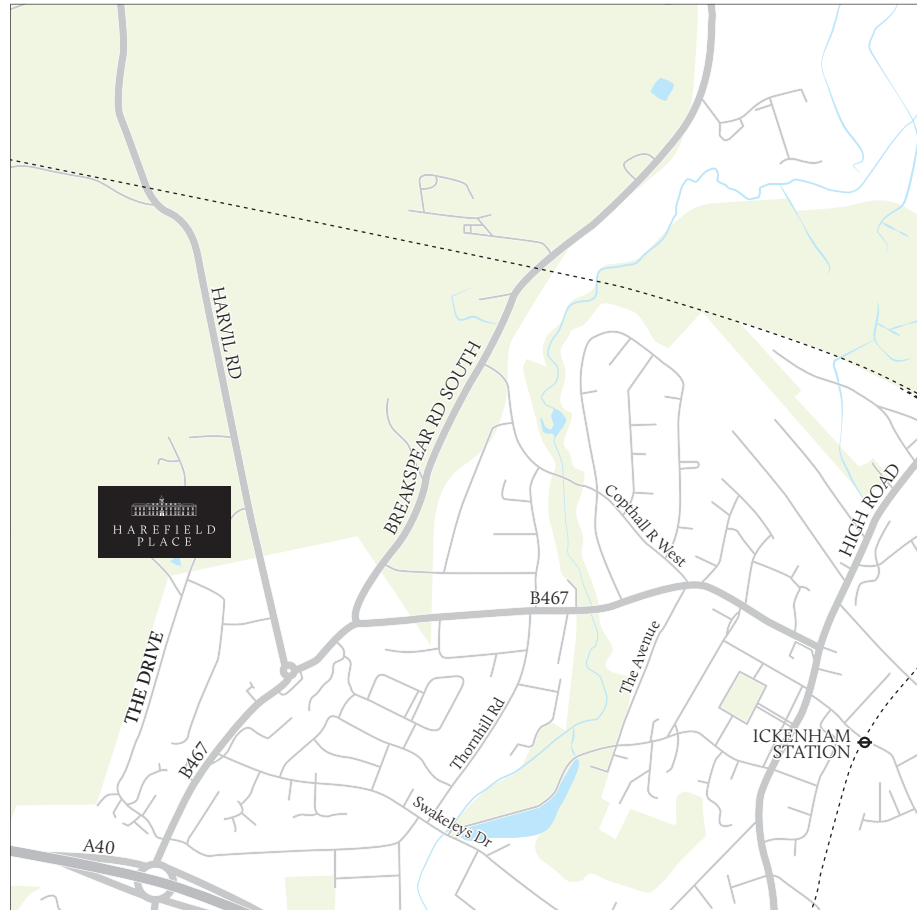 HARVIL RD
BREAKSPEAR RD SOUTH
HAREFIELD
PLACE
Copthall R West
HIGH ROAD
B467
THE DRIVE
The Avenue
B467
Thornhill Rd
ICKENHAM
STATION
Swakeleys Dr
A40